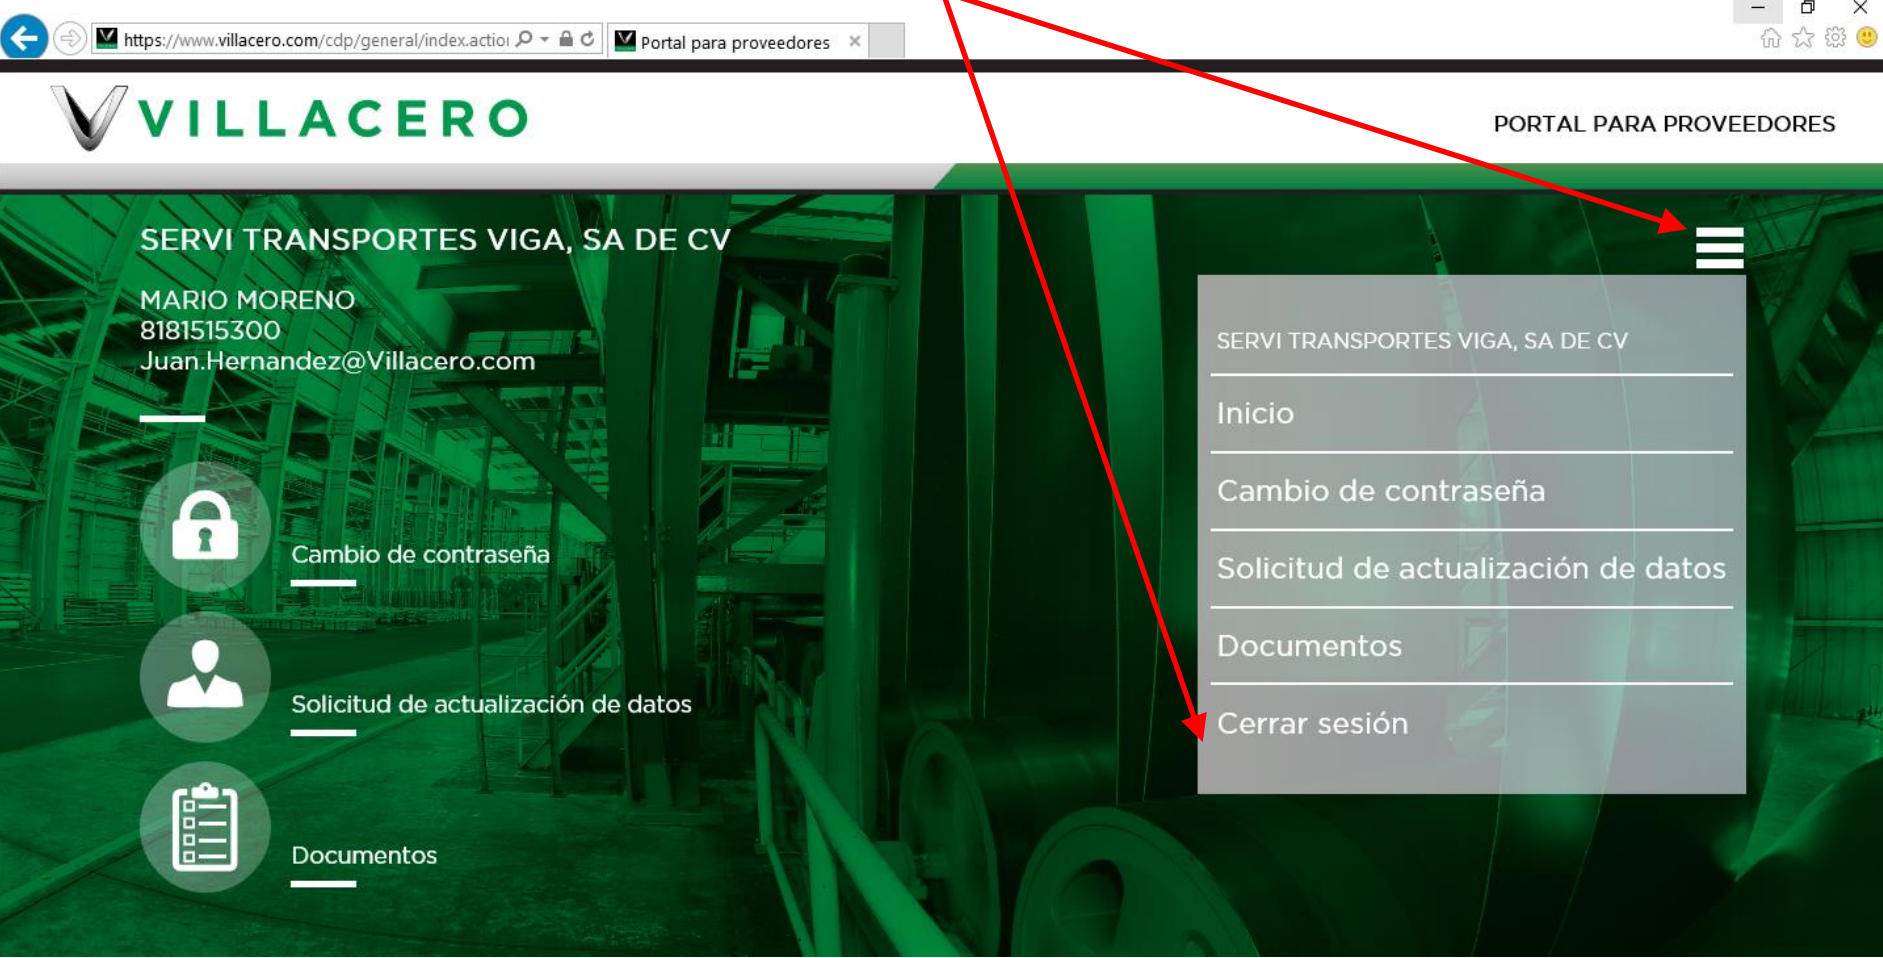 https://www.villacero.com/cdp/general/index.action
Portal para proveedores
VILLACERO
PORTAL PARA PROVEEDORES
SERVI TRANSPORTES VIGA, SA DE CV
MARIO MORENO
8181515300
Juan.Hernandez@Villacero.com
Cambio de contraseña
Solicitud de actualización de datos
Documentos
SERVI TRANSPORTES VIGA, SA DE CV
Inicio
Cambio de contraseña
Solicitud de actualización de datos
Documentos
Cerrar sesión